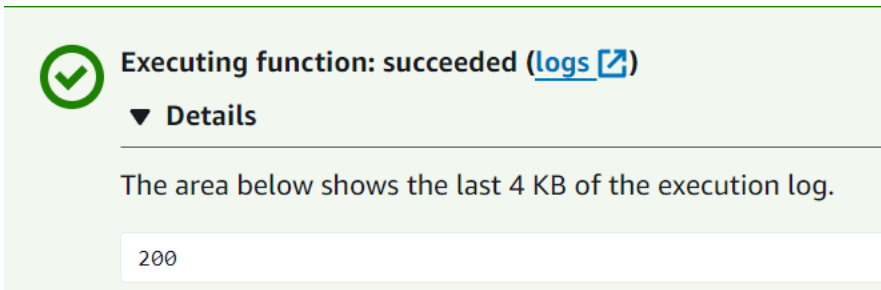 Executing function: succeeded (logs)
Details
The area below shows the last 4 KB of the execution log.
200